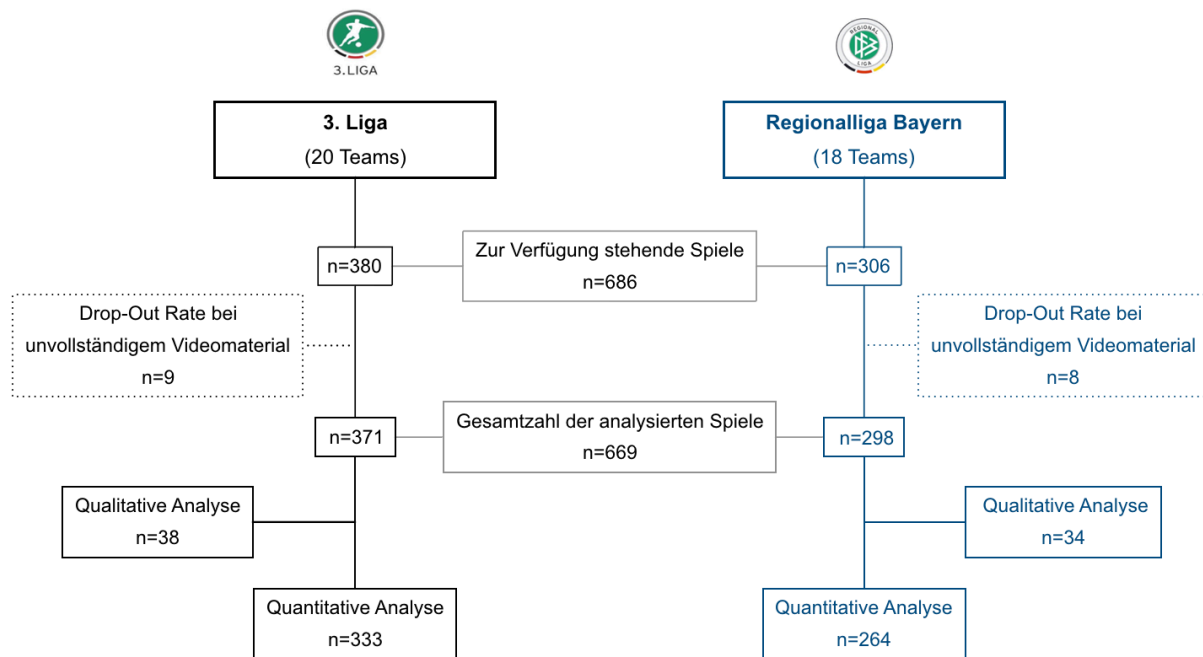 3.LIGA
REGIONAL
LIGA
3. Liga
(20 Teams)
Regionalliga Bayern
(18 Teams)
n=380
Zur Verfügung stehende Spiele
n=686
n=306
Drop-Out Rate bei
unvollständigem Videomaterial
n=9
Drop-Out Rate bei
unvollständigem Videomaterial
n=8
n=371
Gesamtzahl der analysierten Spiele
n=669
n=298
Qualitative Analyse
n=38
Qualitative Analyse
n=34
Quantitative Analyse
n=333
Quantitative Analyse
n=264